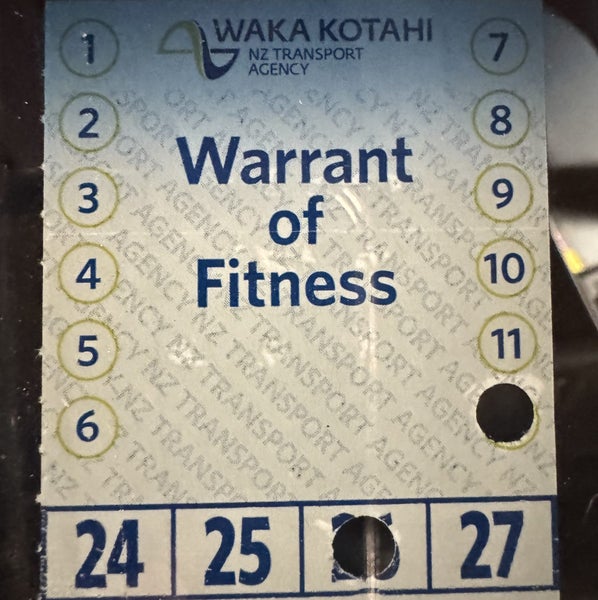 WAKA KOTAHI
NZ TRANSPORT
AGENCY
1
7
2
8
Warrant
3
9
of
4
10
Fitness
5
11
6
24 25 27